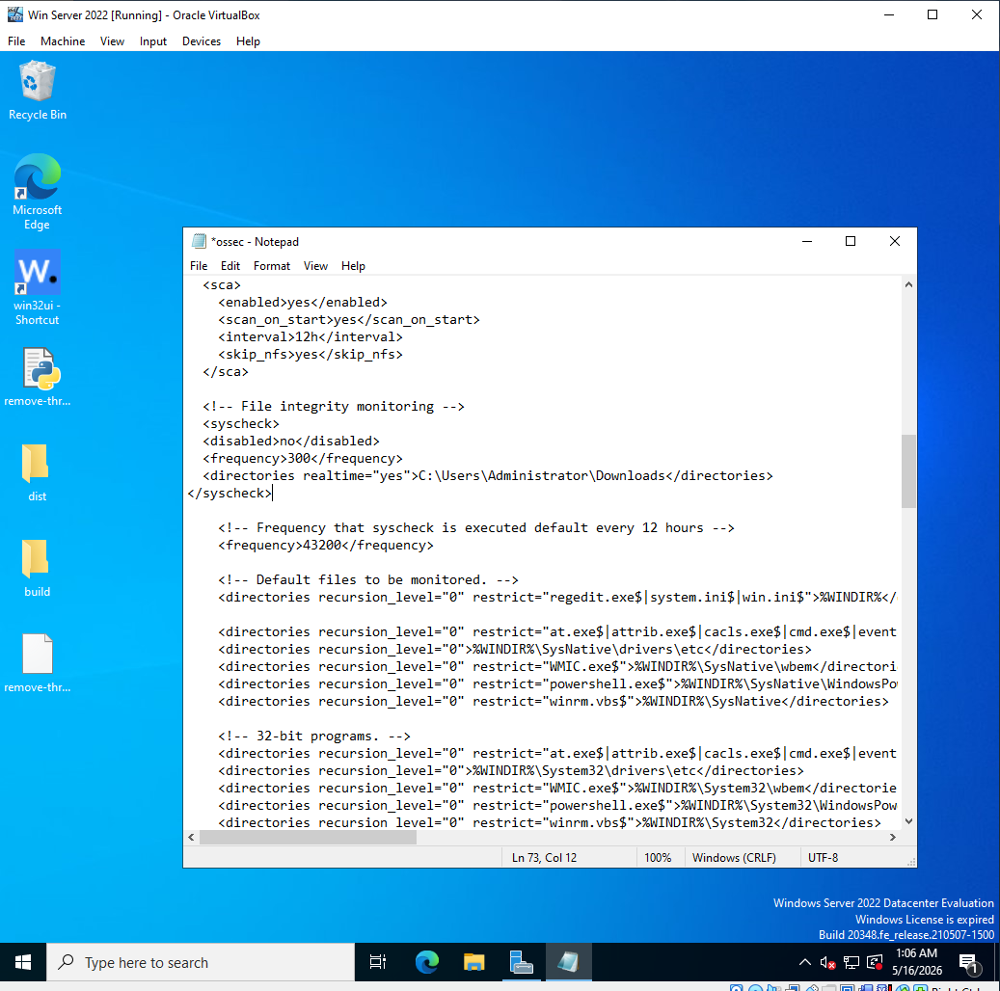 Win Server 2022 [Running] - Oracle VirtualBox
File Machine View Input Devices Help
Recycle Bin
Microsoft
Edge
win32ui -
Shortcut
remove-thr...
dist
build
remove-thr...
*ossec - Notepad
File Edit Format View Help
<sca>
<enabled>yes</enabled>
<scan_on_start>yes</scan_on_start>
<interval>12h</interval>
<skip_nfs>yes</skip_nfs>
</sca>
<!-- File integrity monitoring -->
<syscheck>
<disabled>no</disabled>
<frequency>300</frequency>
<directories realtime="yes">C:\Users\Administrator\Downloads</directories>
</syscheck>
<!-- Frequency that syscheck is executed default every 12 hours -->
<frequency>43200</frequency>
<!-- Default files to be monitored. -->
<directories recursion_level="0" restrict="regedit.exe$|system.ini$|win.ini$">%WINDIR%</
<directories recursion_level="0" restrict="at.exe$|attrib.exe$|cacls.exe$|cmd.exe$|event
<directories recursion_level="0">%WINDIR%\SysNative\drivers\etc</directories>
<directories recursion_level="0" restrict="WMIC.exe$">%WINDIR%\SysNative\wbem</directori
<directories recursion_level="0" restrict="powershell.exe$">%WINDIR%\SysNative\WindowsPo
<directories recursion_level="0" restrict="winrm.vbs$">%WINDIR%\SysNative</directories>
<!-- 32-bit programs. -->
<directories recursion_level="0" restrict="at.exe$|attrib.exe$|cacls.exe$|cmd.exe$|event
<directories recursion_level="0">%WINDIR%\System32\drivers\etc</directories>
<directories recursion_level="0" restrict="WMIC.exe$">%WINDIR%\System32\wbem</directorie
<directories recursion_level="0" restrict="powershell.exe$">%WINDIR%\System32\WindowsPow
<directories recursion_level="0" restrict="winrm.vbs$">%WINDIR%\System32</directories>
Ln 73, Col 12 100% Windows (CRLF) UTF-8
Windows Server 2022 Datacenter Evaluation
Windows License is expired
Build 20348.fe_release.210507-1500
Type here to search
1:06 AM
5/16/2026
1